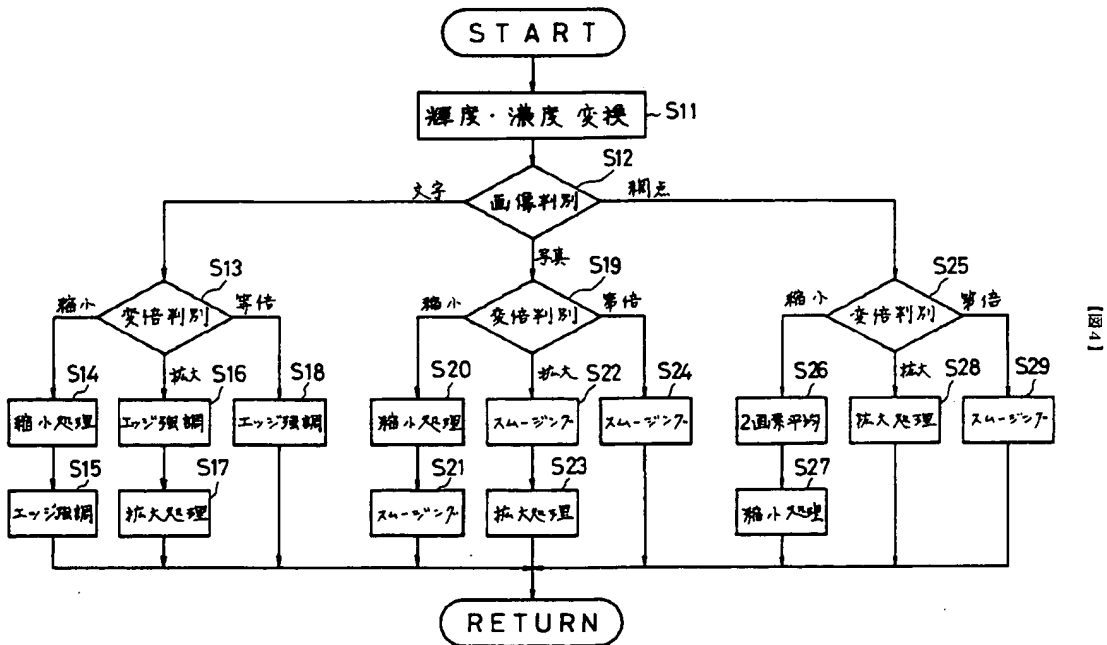 START
輝度・濃度 変換
S11
S12
画像判別
文字
写真
網点
S13
変倍判別
縮小
拡大
等倍
S19
変倍判別
縮小
拡大
等倍
S25
変倍判別
縮小
拡大
等倍
S14
縮小処理
S16
エッジ強調
S18
エッジ強調
S20
縮小処理
S22
スムージング
S24
スムージング
S26
2画素平均
S28
拡大処理
S29
スムージング
S15
エッジ強調
S17
拡大処理
S21
スムージング
S23
拡大処理
S27
縮小処理
RETURN
【図4】